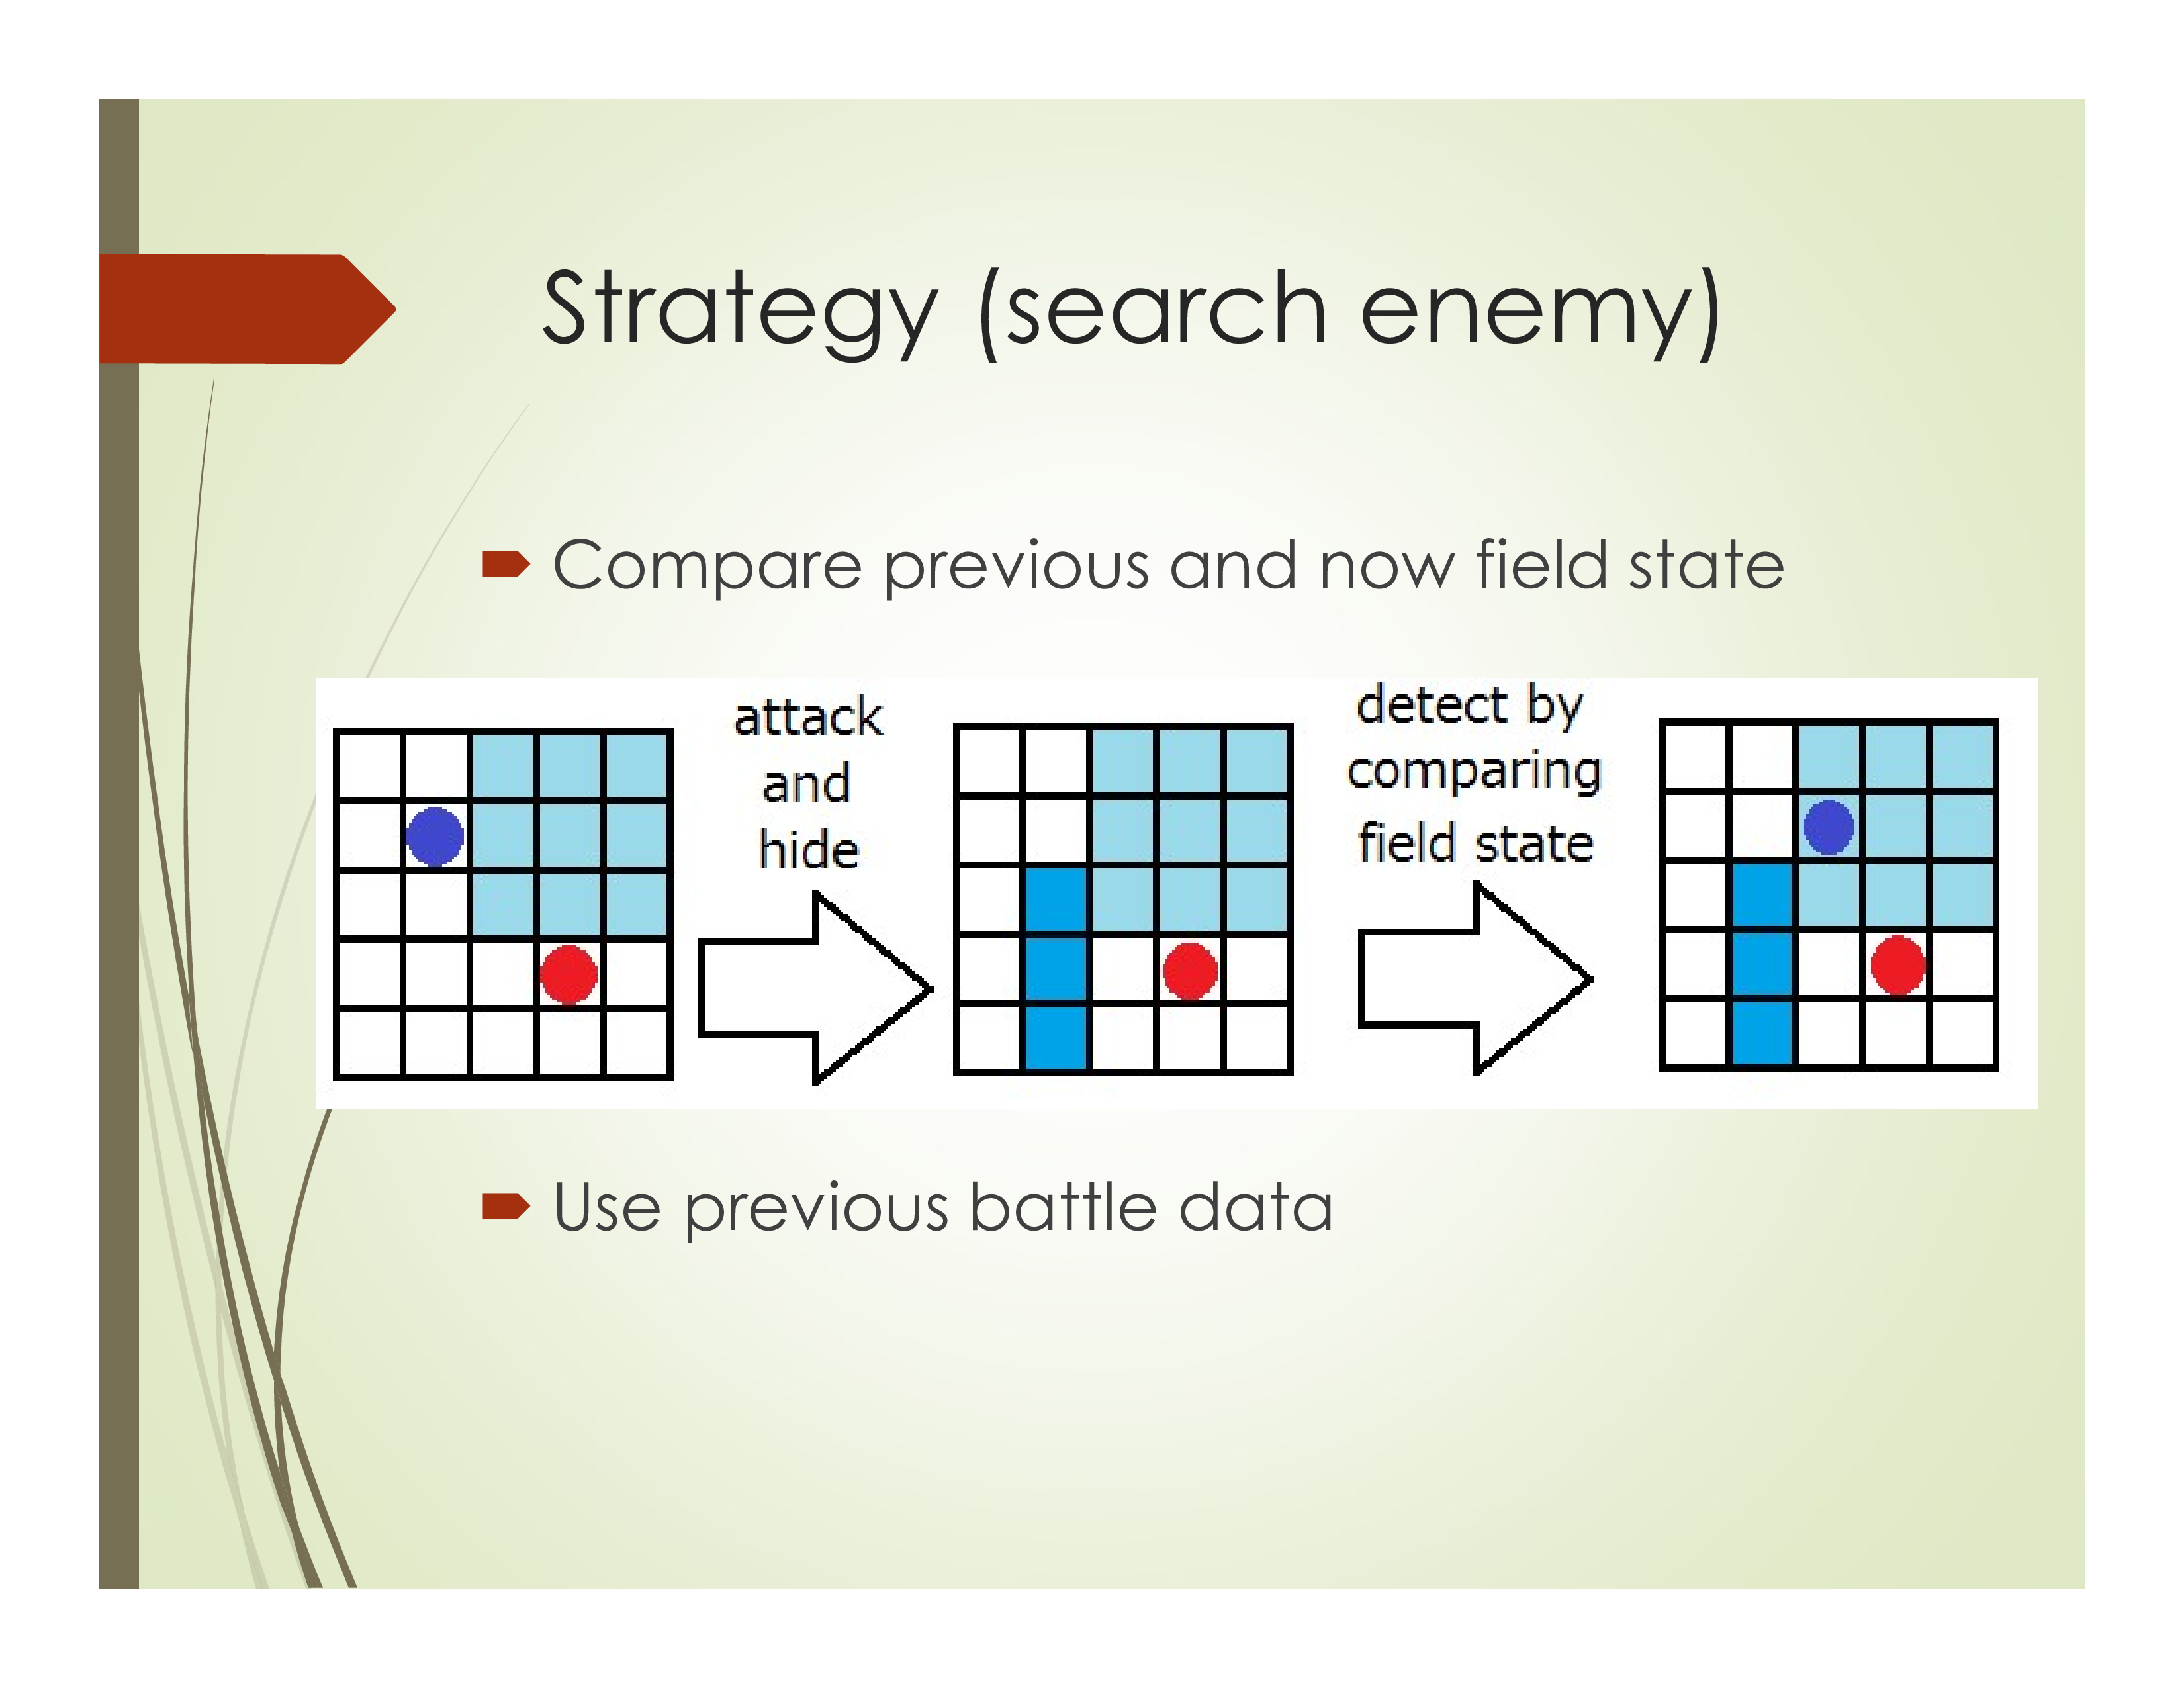 Strategy (search enemy)
Compare previous and now field state
attack
and
hide
detect by
comparing
field state
Use previous battle data